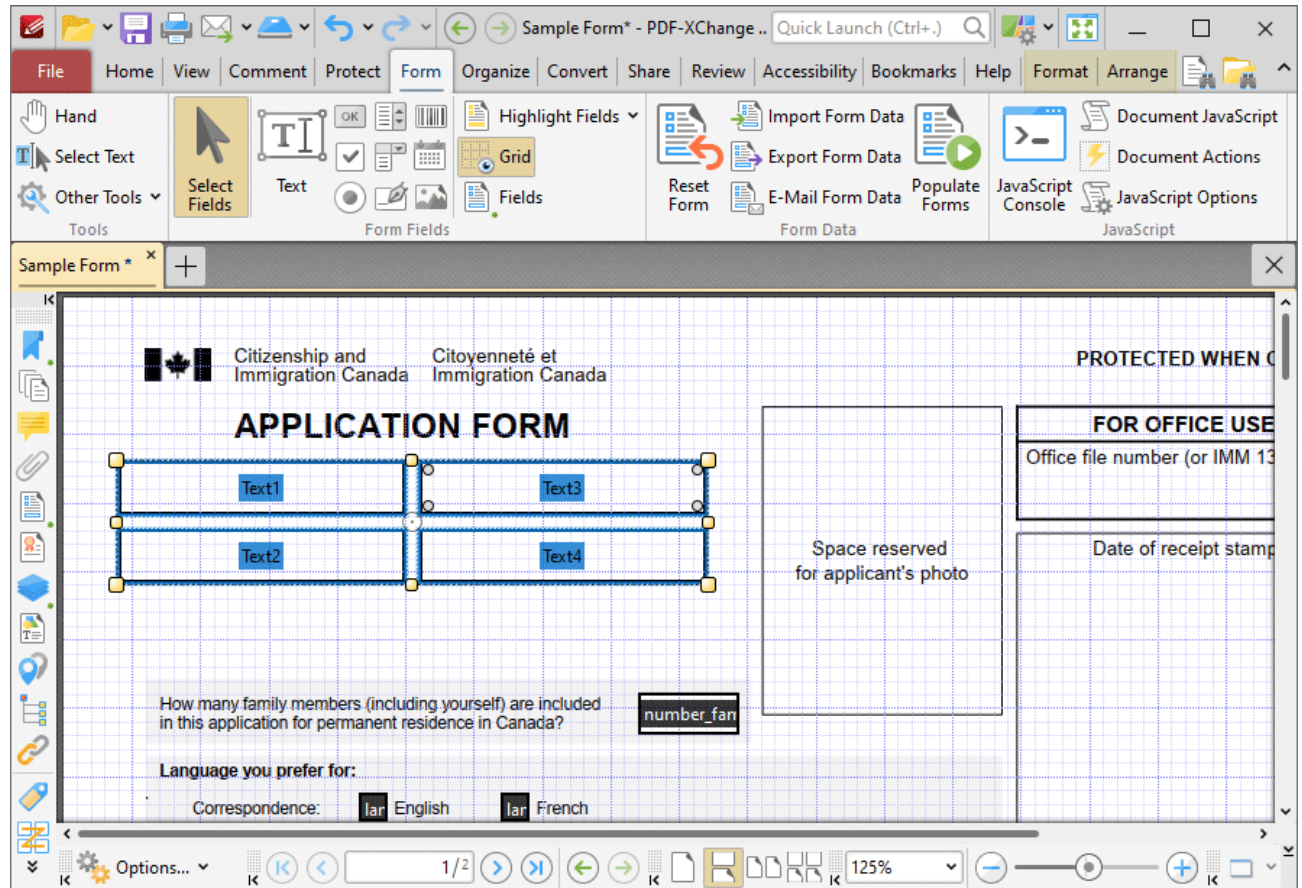 Sample Form* - PDF-XChange ..
Quick Launch (Ctrl+.)
File Home View Comment Protect Form Organize Convert Share Review Accessibility Bookmarks Help Format Arrange
Hand
Select Text
Other Tools
Tools
Select Fields
Text
OK
Highlight Fields
Grid
Fields
Form Fields
Reset Form
Import Form Data
Export Form Data
E-Mail Form Data
Populate Forms
Form Data
JavaScript Console
Document JavaScript
Document Actions
JavaScript Options
JavaScript
Sample Form *
Citizenship and Immigration Canada
Citoyenneté et Immigration Canada
PROTECTED WHEN
APPLICATION FORM
FOR OFFICE USE
Office file number (or IMM 13
Text1 Text3
Text2 Text4
Space reserved
for applicant's photo
Date of receipt stamp
How many family members (including yourself) are included
in this application for permanent residence in Canada?
number_fam
Language you prefer for:
Correspondence: lar English lar French
Options...
1/2
125%